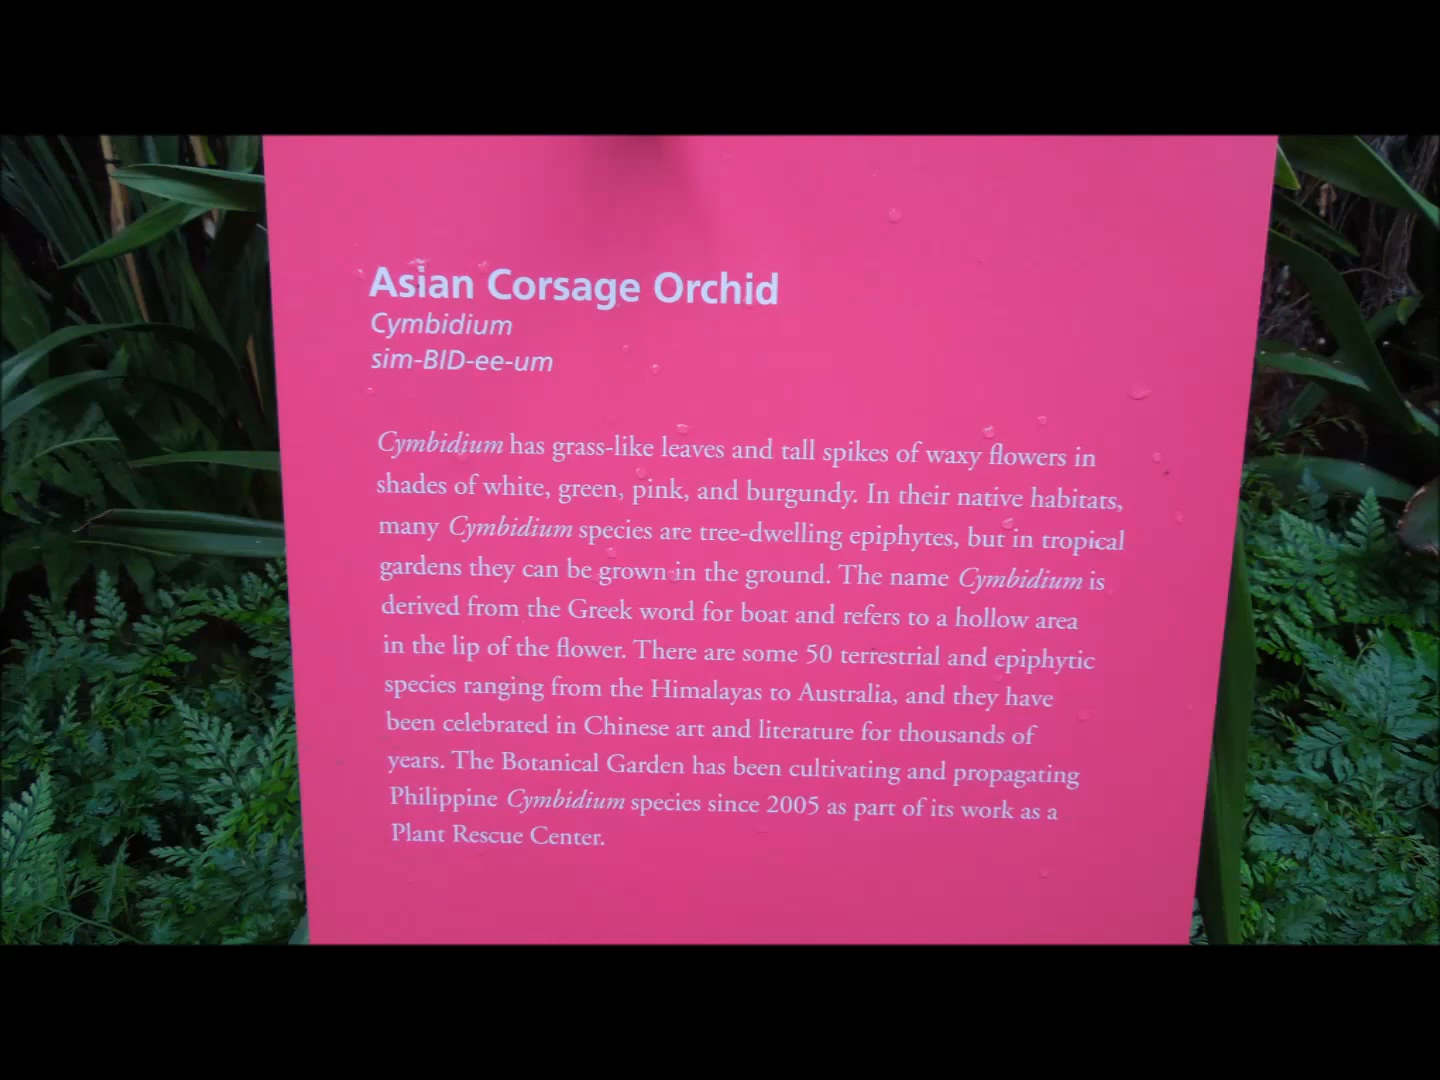 Asian Corsage Orchid
Cymbidium
sim-BID-ee-um
Cymbidium has grass-like leaves and tall spikes of waxy flowers in
shades of white, green, pink, and burgundy. In their native habitats,
many Cymbidium species are tree-dwelling epiphytes, but in tropical
gardens they can be grown in the ground. The name Cymbidium is
derived from the Greek word for boat and refers to a hollow area
in the lip of the flower. There are some 50 terrestrial and epiphytic
species ranging from the Himalayas to Australia, and they have
been celebrated in Chinese art and literature for thousands of
years. The Botanical Garden has been cultivating and propagating
Philippine Cymbidium species since 2005 as part of its work as a
Plant Rescue Center.